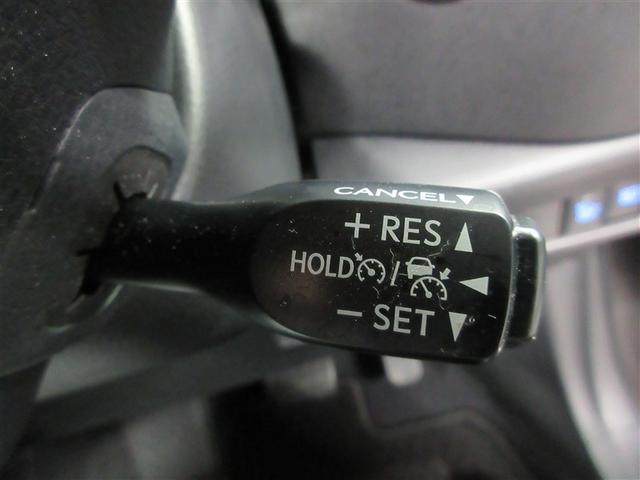 CANCEL▼
+ RES ▲
HOLD / ◀
− SET ▼